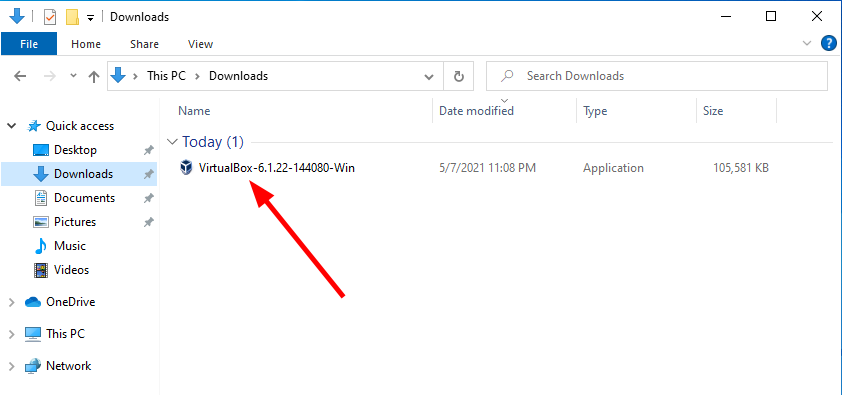 Downloads
File Home Share View
This PC Downloads Search Downloads
Name Date modified Type Size
Quick access
Today (1)
Desktop
VirtualBox-6.1.22-144080-Win 5/7/2021 11:08 PM Application 105,581 KB
Downloads
Documents
Pictures
Music
Videos
OneDrive
This PC
Network